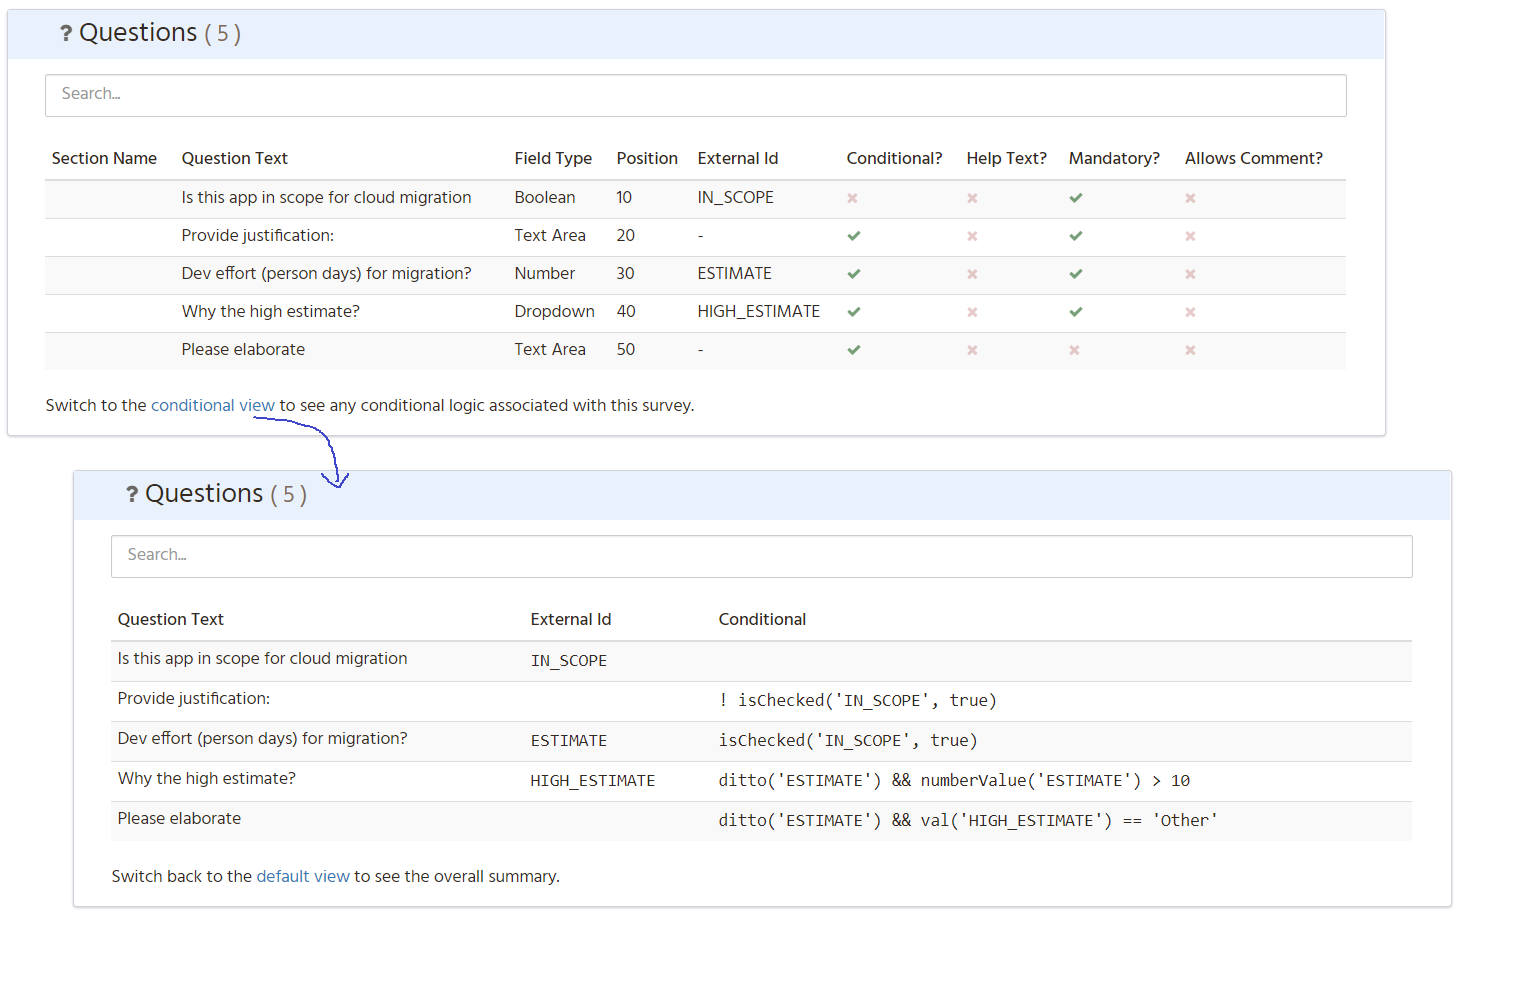 ? Questions ( 5 )
Search...
Section Name Question Text Field Type Position External Id Conditional? Help Text? Mandatory? Allows Comment?
Is this app in scope for cloud migration Boolean 10 IN_SCOPE
Provide justification: Text Area 20 -
Dev effort (person days) for migration? Number 30 ESTIMATE
Why the high estimate? Dropdown 40 HIGH_ESTIMATE
Please elaborate Text Area 50 -
Switch to the conditional view to see any conditional logic associated with this survey.
? Questions ( 5 )
Search...
Question Text External Id Conditional
Is this app in scope for cloud migration IN_SCOPE
Provide justification: ! isChecked('IN_SCOPE', true)
Dev effort (person days) for migration? ESTIMATE isChecked('IN_SCOPE', true)
Why the high estimate? HIGH_ESTIMATE ditto('ESTIMATE') && numberValue('ESTIMATE') > 10
Please elaborate ditto('ESTIMATE') && val('HIGH_ESTIMATE') == 'Other'
Switch back to the default view to see the overall summary.